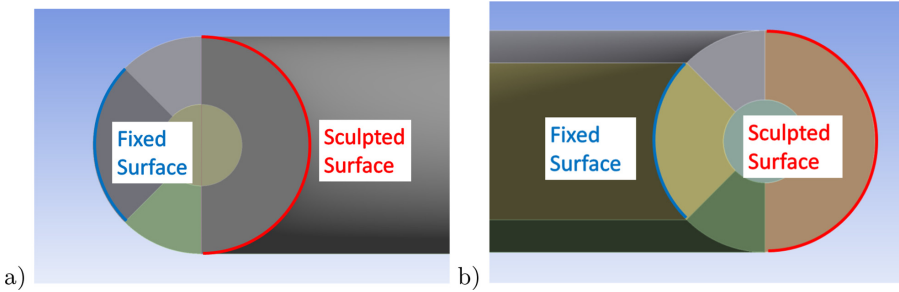 Fixed
Surface
Sculpted
Surface
a)
Fixed
Surface
Sculpted
Surface
b)